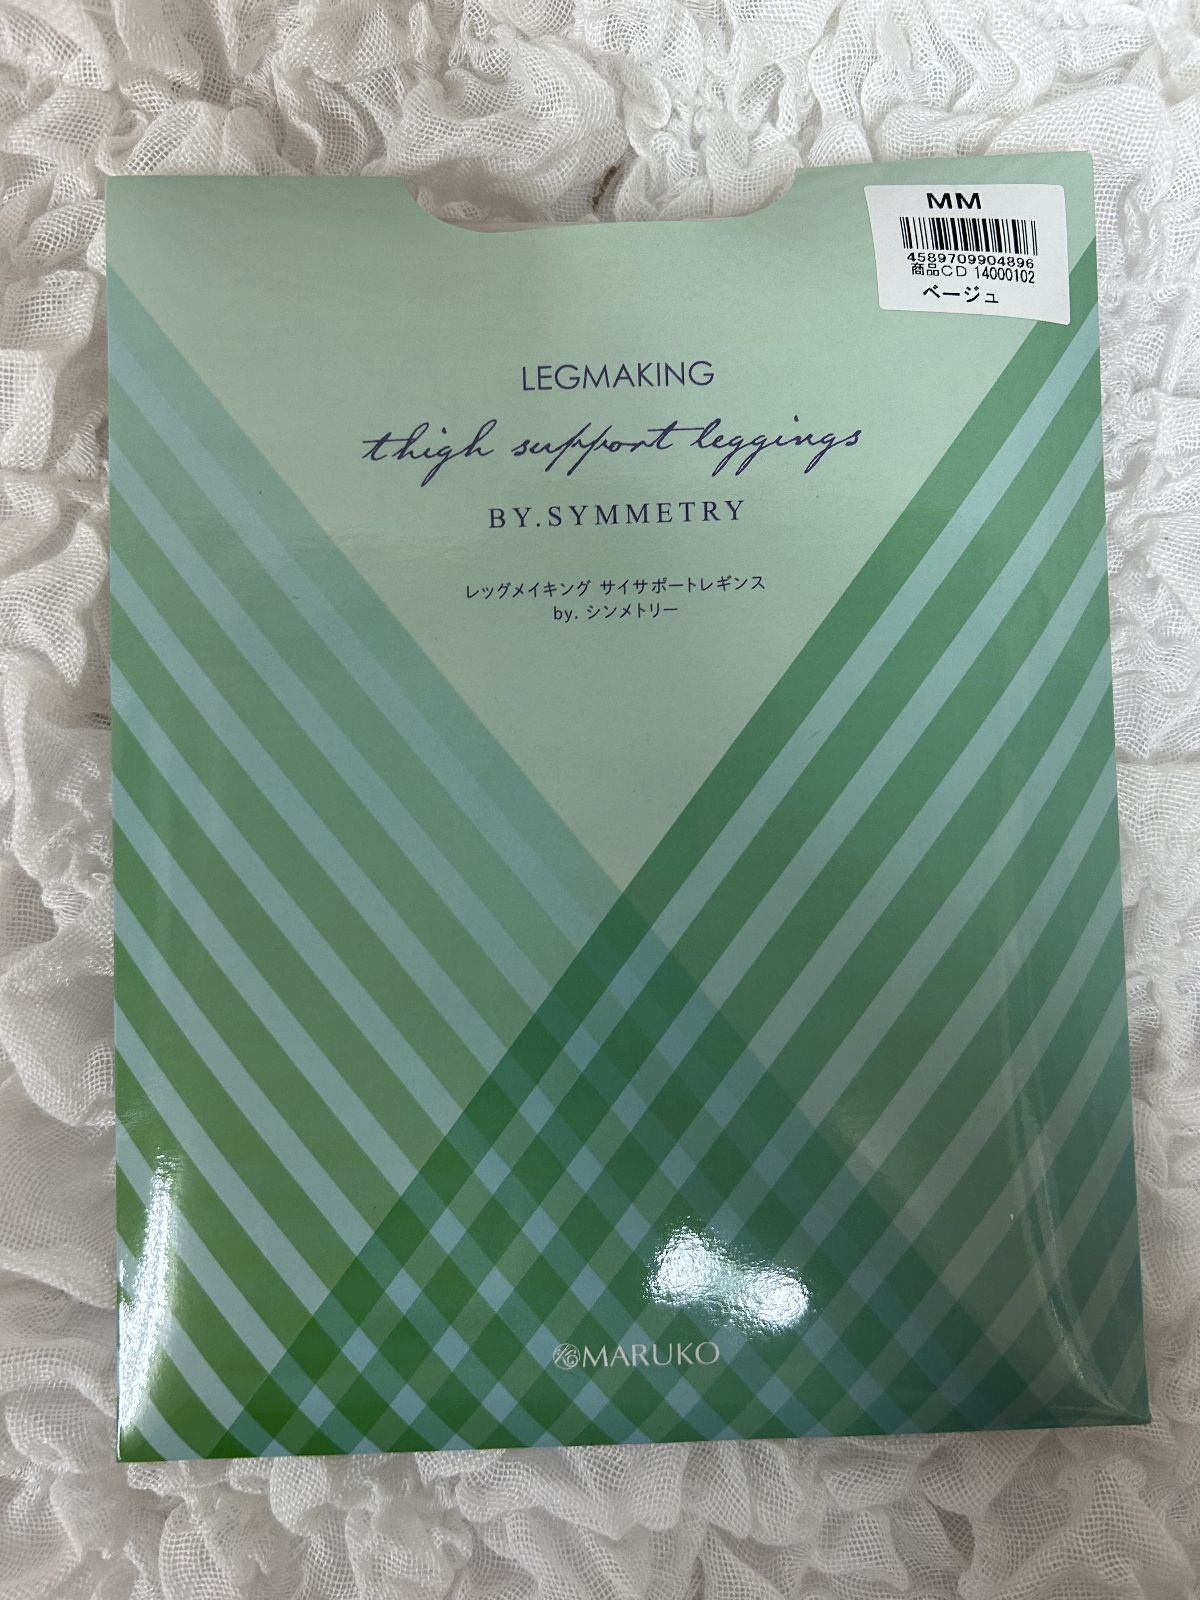 MM
4589709904896
商品CD 14000102
ベージュ
LEGMAKING
thigh support leggings
BY.SYMMETRY
レッグメイキング サイサポートレギンス
by. シンメトリー
MARUKO